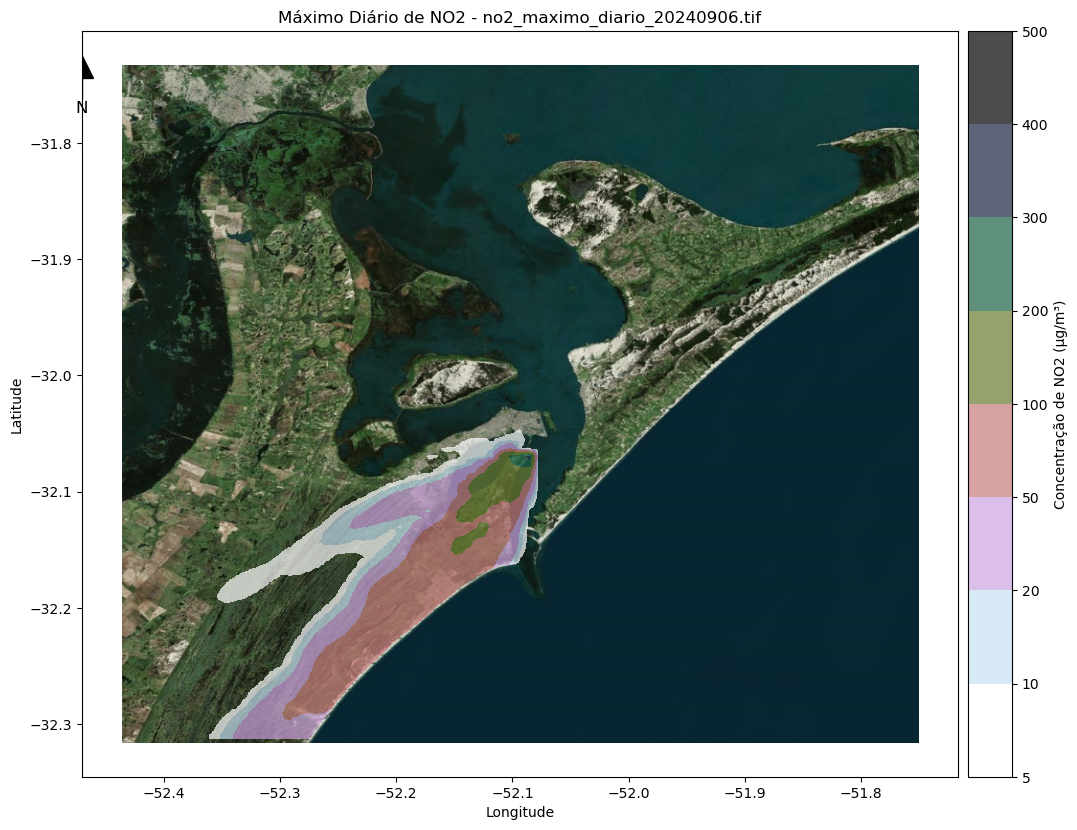 Máximo Diário de NO2 - no2_maximo_diario_20240906.tif
N
−31.8
−31.9
−32.0
−32.1
−32.2
−32.3
Latitude
−52.4 −52.3 −52.2 −52.1 −52.0 −51.9 −51.8
Longitude
500
400
300
200
100
50
20
10
5
Concentração de NO2 (μg/m³)